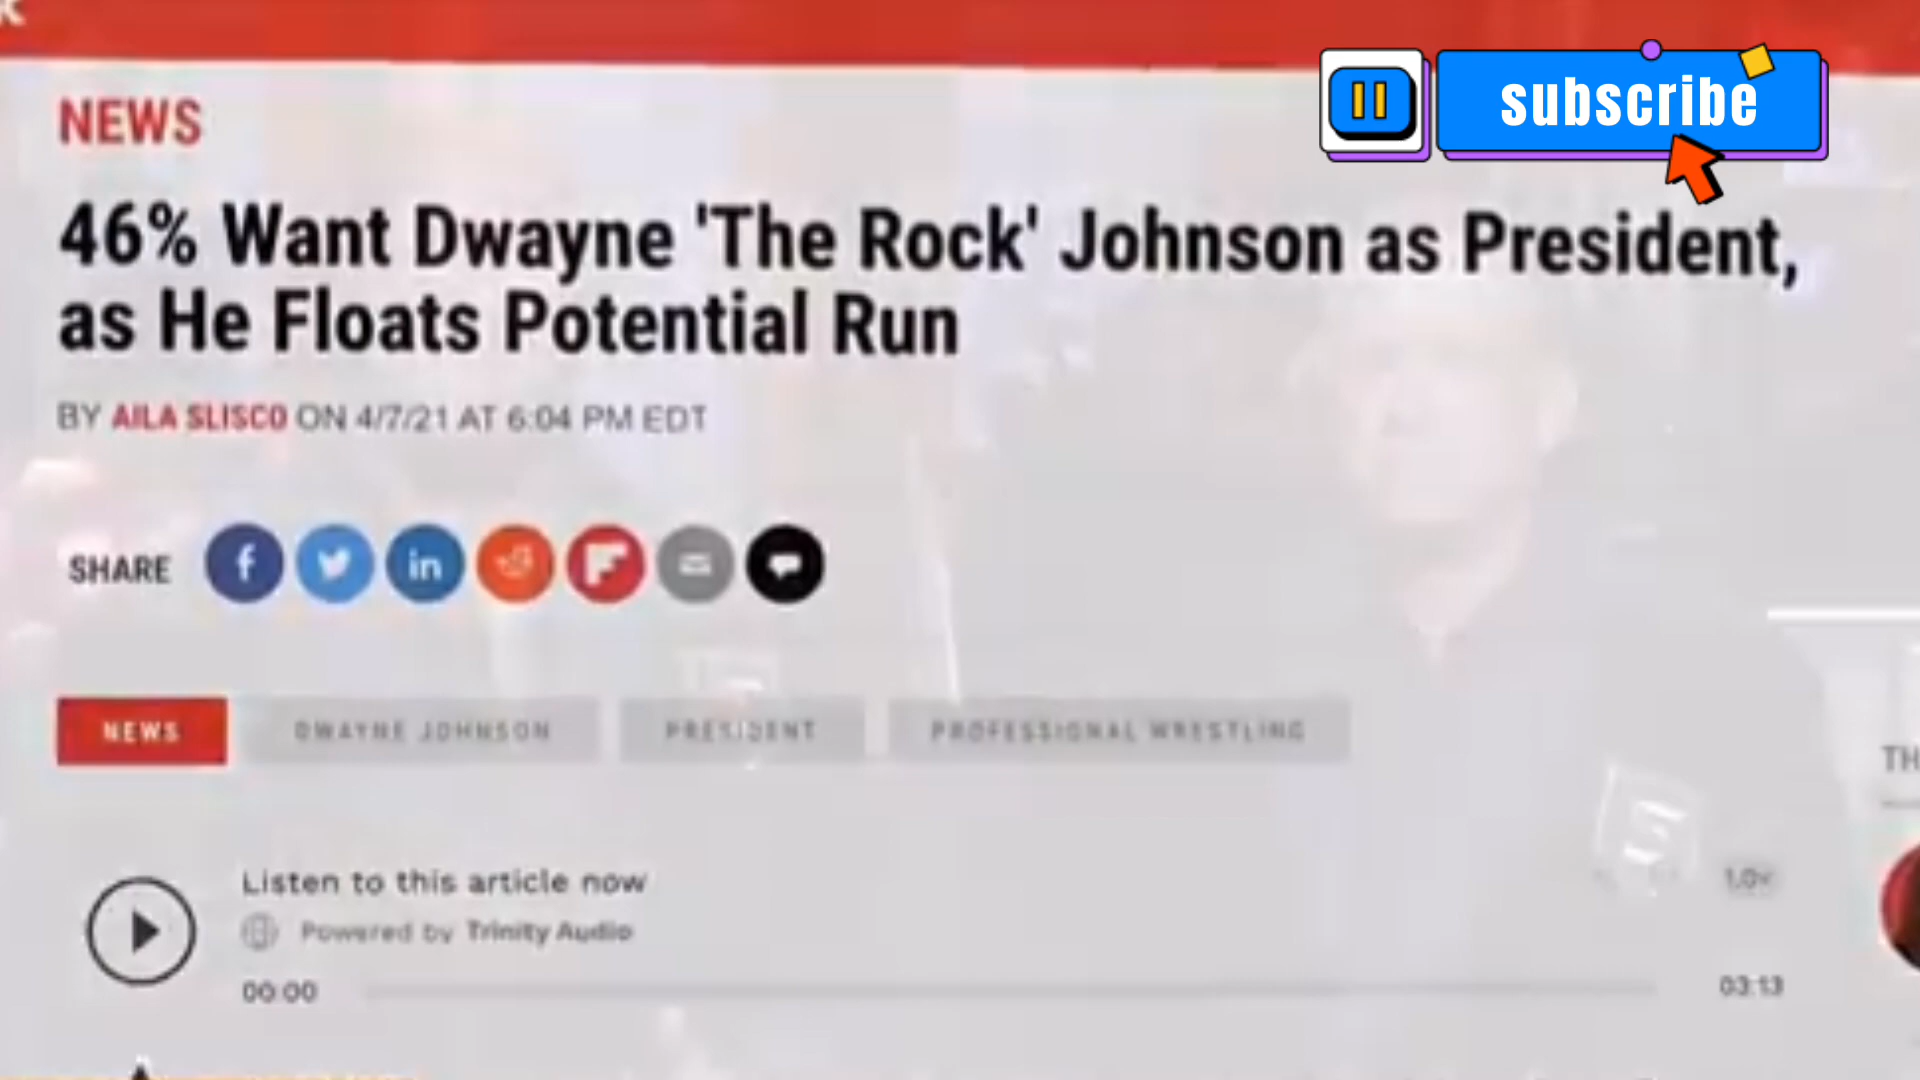 subscribe
NEWS
46% Want Dwayne 'The Rock' Johnson as President,
as He Floats Potential Run
BY AILA SLISCO ON 4/7/21 AT 6:04 PM EDT
SHARE
NEWS DWAYNE JOHNSON PRESIDENT PROFESSIONAL WRESTLING
Listen to this article now
1.0x
Powered by Trinity Audio
00:00 03:13